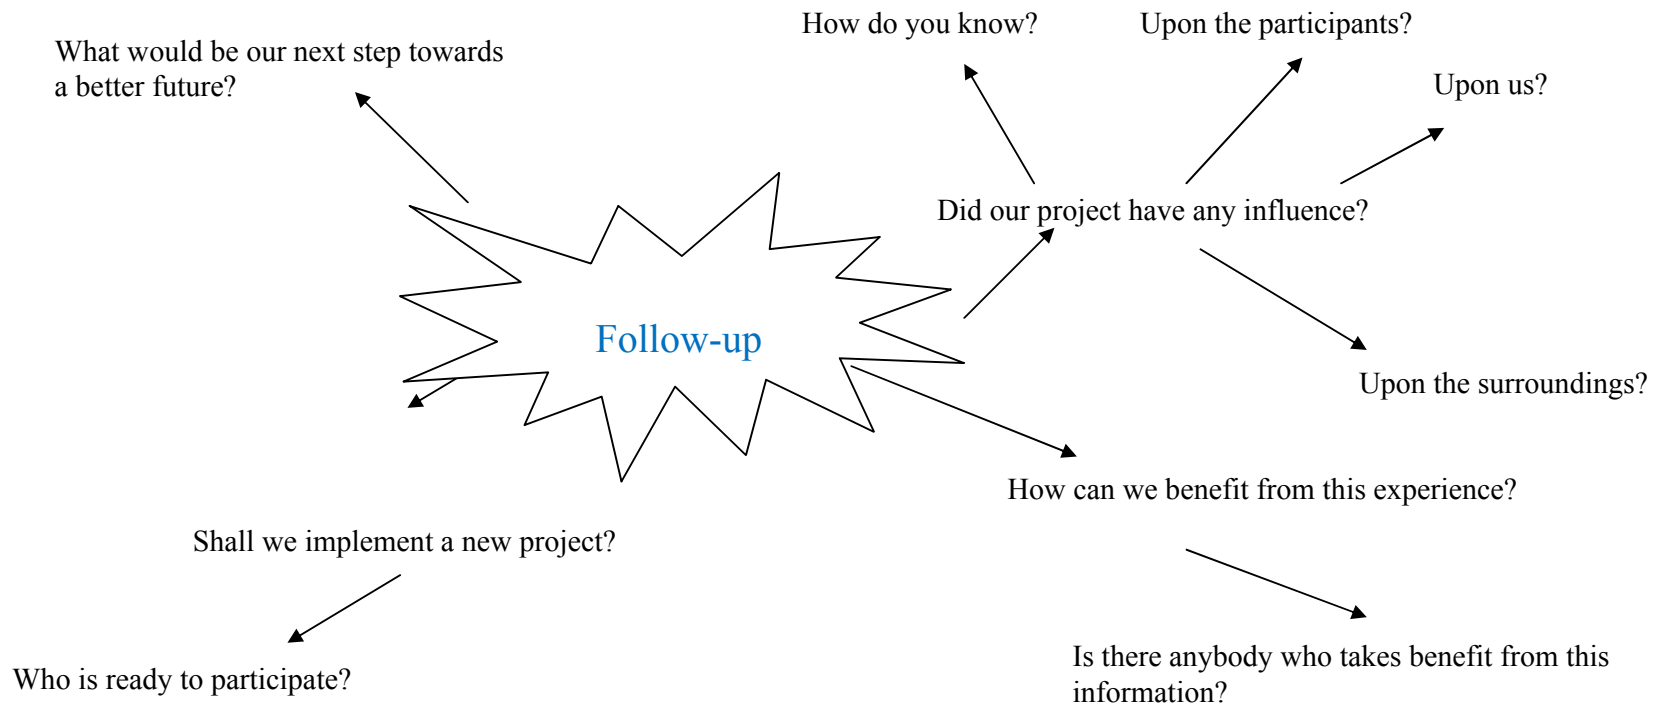 How do you know?
Upon the participants?
What would be our next step towards
a better future?
Upon us?
Did our project have any influence?
Follow-up
Upon the surroundings?
How can we benefit from this experience?
Shall we implement a new project?
Is there anybody who takes benefit from this
information?
Who is ready to participate?